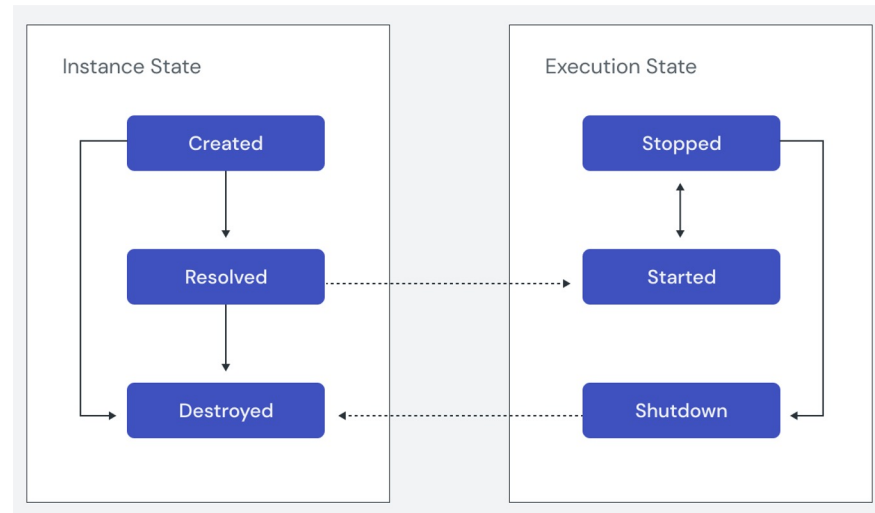 Instance State
Created
Resolved
Destroyed
Execution State
Stopped
Started
Shutdown